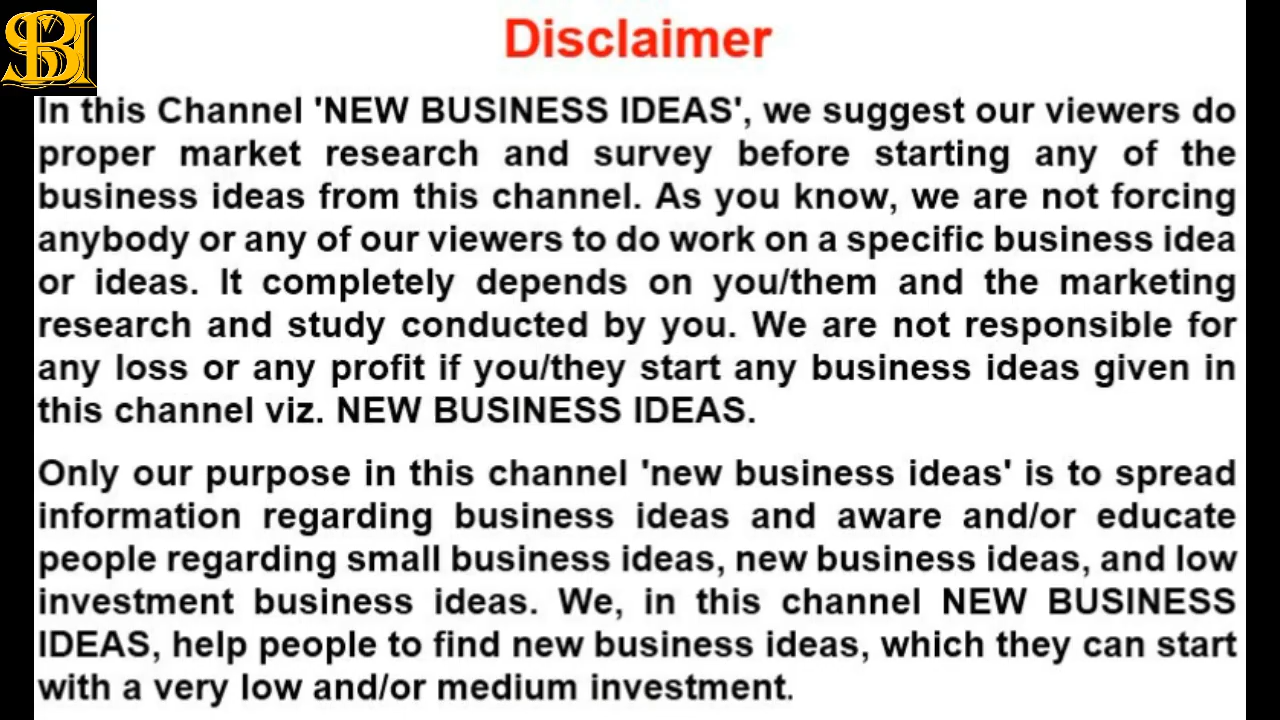 Disclaimer
In this Channel 'NEW BUSINESS IDEAS', we suggest our viewers do
proper market research and survey before starting any of the
business ideas from this channel. As you know, we are not forcing
anybody or any of our viewers to do work on a specific business idea
or ideas. It completely depends on you/them and the marketing
research and study conducted by you. We are not responsible for
any loss or any profit if you/they start any business ideas given in
this channel viz. NEW BUSINESS IDEAS.
Only our purpose in this channel 'new business ideas' is to spread
information regarding business ideas and aware and/or educate
people regarding small business ideas, new business ideas, and low
investment business ideas. We, in this channel NEW BUSINESS
IDEAS, help people to find new business ideas, which they can start
with a very low and/or medium investment.